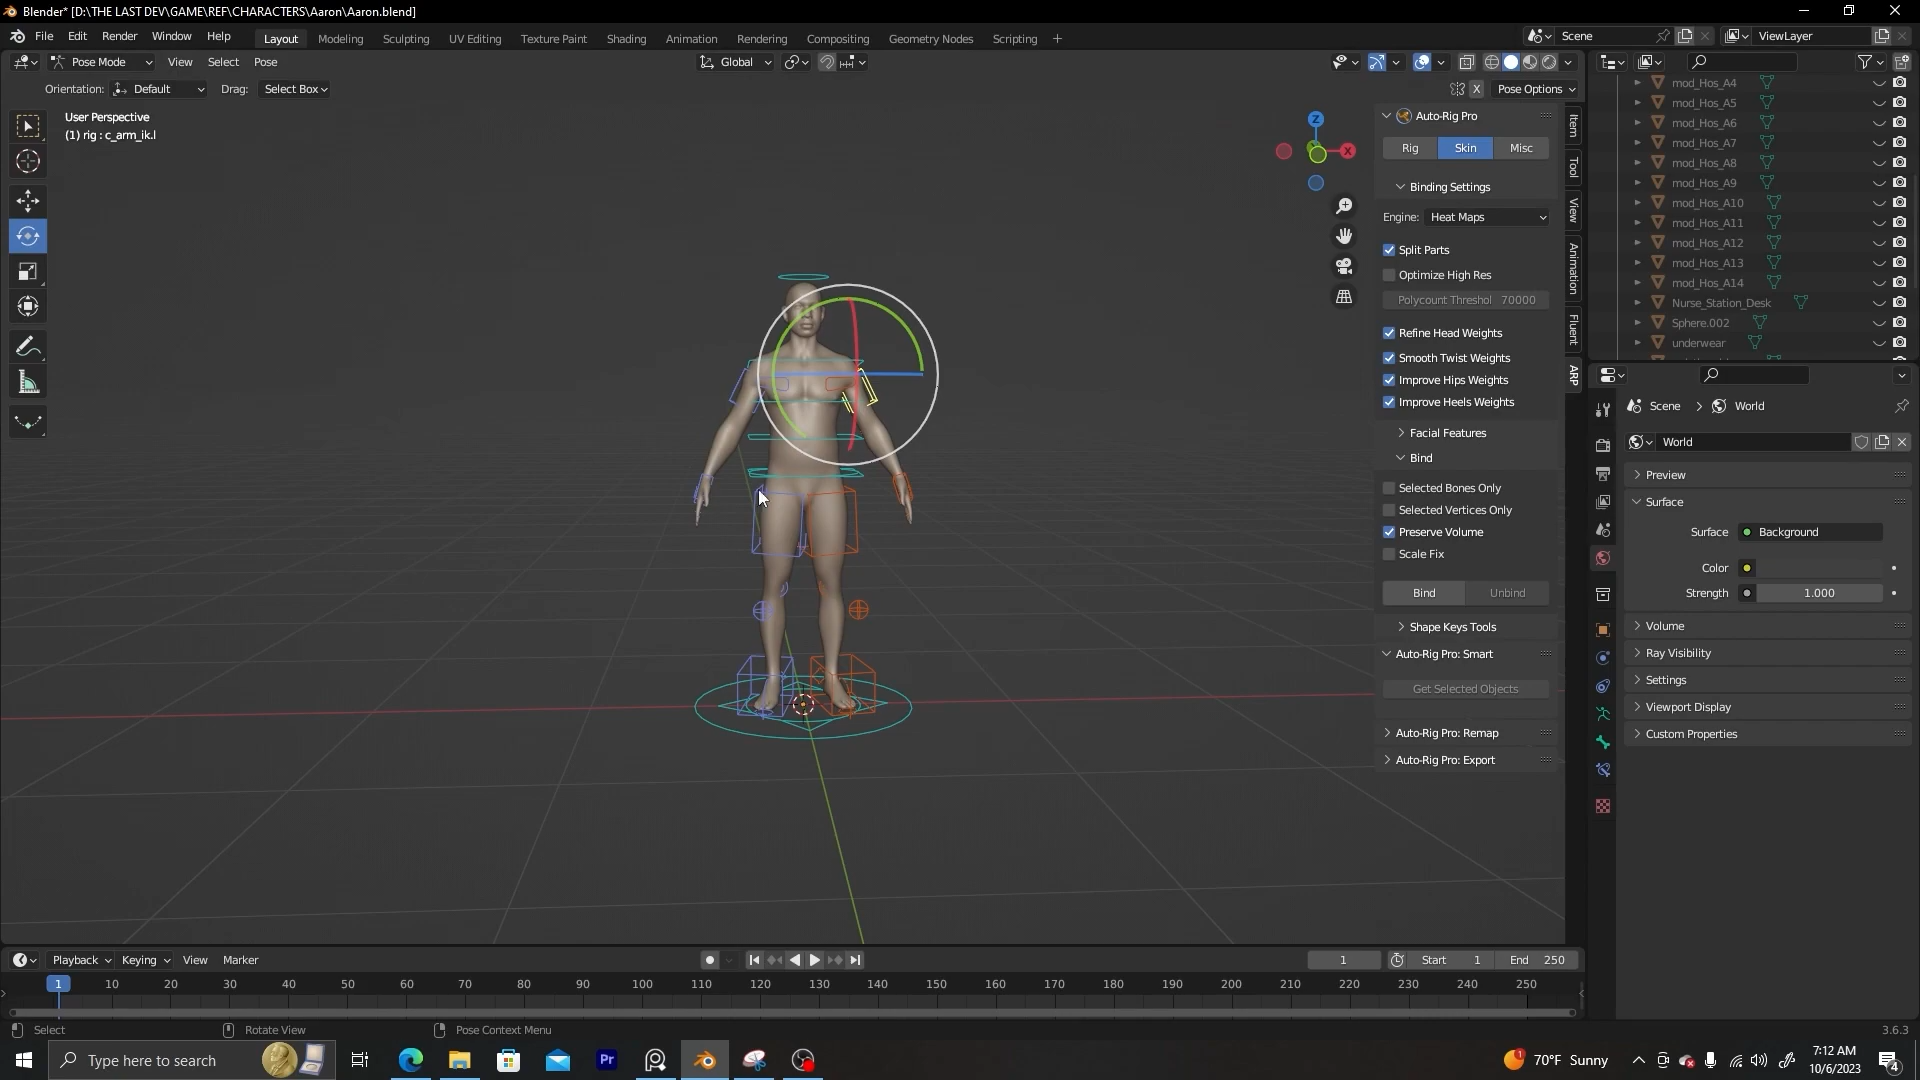 Blender* [D:\THE LAST DEV\GAME\REF\CHARACTERS\Aaron\Aaron.blend]
File Edit Render Window Help Layout Modeling Sculpting UV Editing Texture Paint Shading Animation Rendering Compositing Geometry Nodes Scripting + Scene ViewLayer
Pose Mode View Select Pose Global
Orientation: Default Drag: Select Box X Pose Options
User Perspective
(1) rig : c_arm_ik.l
Z
X
Auto-Rig Pro
Rig Skin Misc
Binding Settings
Engine: Heat Maps
Split Parts
Optimize High Res
Polycount Threshol 70000
Refine Head Weights
Smooth Twist Weights
Improve Hips Weights
Improve Heels Weights
Facial Features
Bind
Selected Bones Only
Selected Vertices Only
Preserve Volume
Scale Fix
Bind Unbind
Shape Keys Tools
Auto-Rig Pro: Smart
Get Selected Objects
Auto-Rig Pro: Remap
Auto-Rig Pro: Export
Item
Tool
View
Animation
Fluent
ARP
mod_Hos_A4
mod_Hos_A5
mod_Hos_A6
mod_Hos_A7
mod_Hos_A8
mod_Hos_A9
mod_Hos_A10
mod_Hos_A11
mod_Hos_A12
mod_Hos_A13
mod_Hos_A14
Nurse_Station_Desk
Sphere.002
underwear
Scene World
World
Preview
Surface
Surface Background
Color
Strength 1.000
Volume
Ray Visibility
Settings
Viewport Display
Custom Properties
Playback Keying View Marker 1 Start 1 End 250
1 10 20 30 40 50 60 70 80 90 100 110 120 130 140 150 160 170 180 190 200 210 220 230 240 250
Select Rotate View Pose Context Menu 3.6.3
Type here to search Pr 1 70°F Sunny 7:12 AM
10/6/2023 4